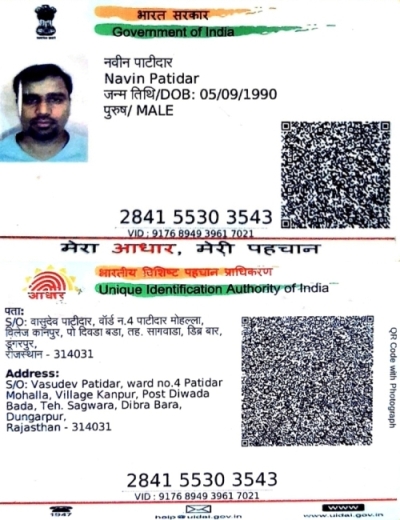 भारत सरकार
Government of India
नवीन पाटीदार
Navin Patidar
जन्म तिथि/DOB: 05/09/1990
पुरुष/ MALE
2841 5530 3543
VID : 9176 8949 3961 7021
मेरा आधार, मेरी पहचान
भारतीय विशिष्ट पहचान प्राधिकरण
Unique Identification Authority of India
आधार
पता:
S/O: वासुदेव पाटीदार, वॉर्ड न.4 पाटीदार मोहल्ला,
विलेज कानपुर, पो दिवडा बडा, तह. सागवाडा, डिब्र बार,
डूंगरपुर,
राजस्थान - 314031
Address:
S/O: Vasudev Patidar, ward no.4 Patidar
Mohalla, Village Kanpur, Post Diwada
Bada, Teh. Sagwara, Dibra Bara,
Dungarpur,
Rajasthan - 314031
QR Code with Photograph
2841 5530 3543
VID : 9176 8949 3961 7021
1947
help@uidai.gov.in
www
www.uidai.gov.in